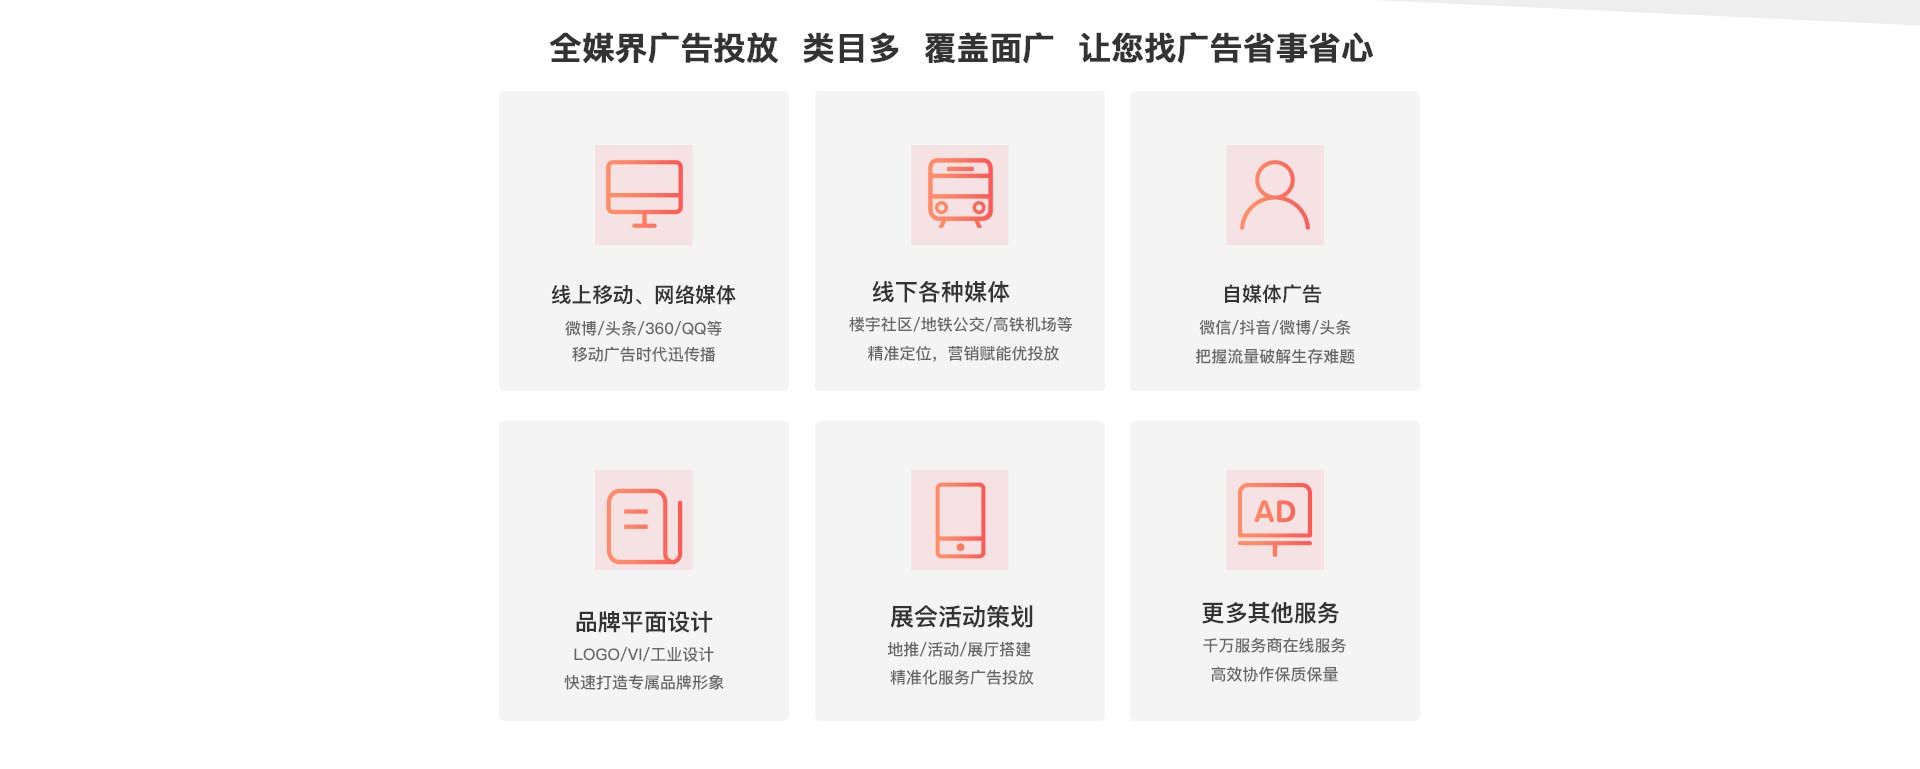 全媒界广告投放 类目多 覆盖面广 让您找广告省事省心
线上移动、网络媒体
微博/头条/360/QQ等
移动广告时代迅传播
线下各种媒体
楼宇社区/地铁公交/高铁机场等
精准定位，营销赋能优投放
自媒体广告
微信/抖音/微博/头条
把握流量破解生存难题
品牌平面设计
LOGO/VI/工业设计
快速打造专属品牌形象
展会活动策划
地推/活动/展厅搭建
精准化服务广告投放
AD
更多其他服务
千万服务商在线服务
高效协作保质保量